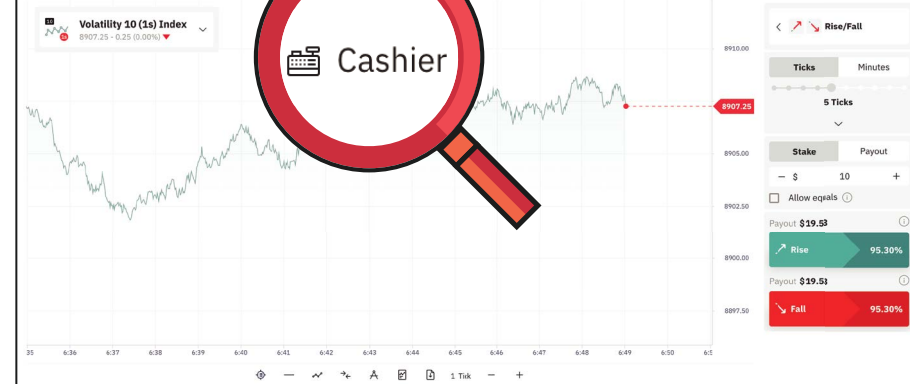 10
1s
Volatility 10 (1s) Index
8907.25 - 0.25 (0.00%)
Cashier
Rise/Fall
Ticks
Minutes
5 Ticks
Stake
Payout
− $ 10 +
Allow equals
Payout $19.53
Rise 95.30%
Payout $19.53
Fall 95.30%
8910.00
8907.25
8905.00
8902.50
8900.00
8897.50
35 6:36 6:37 6:38 6:39 6:40 6:41 6:42 6:43 6:44 6:45 6:46 6:47 6:48 6:49 6:50
1 Tick − +